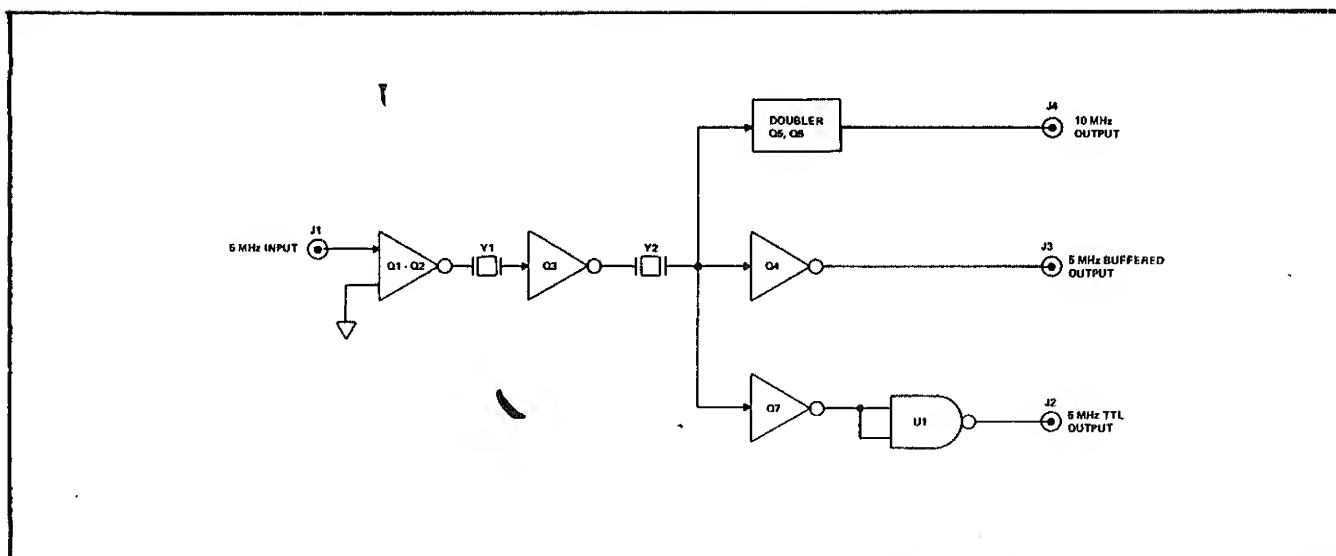 J4
DOUBLER
Q5, Q6
10 MHz
OUTPUT
J1
5 MHz INPUT
Q1 - Q2
Y1
Q3
Y2
Q4
J3
5 MHz BUFFERED
OUTPUT
Q7
U1
J2
5 MHz TTL
OUTPUT